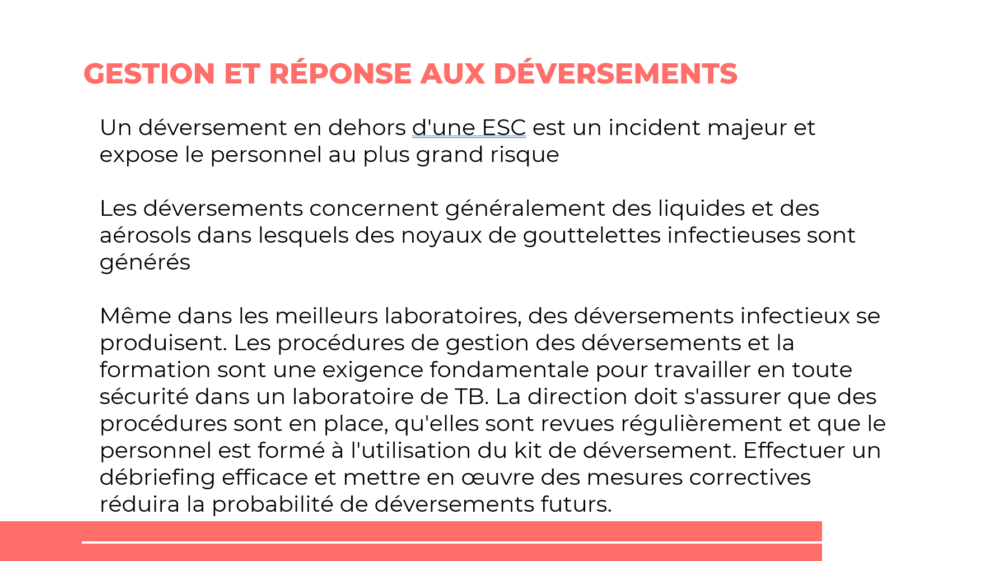 GESTION ET RÉPONSE AUX DÉVERSEMENTS
Un déversement en dehors d'une ESC est un incident majeur et
expose le personnel au plus grand risque
Les déversements concernent généralement des liquides et des
aérosols dans lesquels des noyaux de gouttelettes infectieuses sont
générés
Même dans les meilleurs laboratoires, des déversements infectieux se
produisent. Les procédures de gestion des déversements et la
formation sont une exigence fondamentale pour travailler en toute
sécurité dans un laboratoire de TB. La direction doit s'assurer que des
procédures sont en place, qu'elles sont revues régulièrement et que le
personnel est formé à l'utilisation du kit de déversement. Effectuer un
débriefing efficace et mettre en œuvre des mesures correctives
réduira la probabilité de déversements futurs.